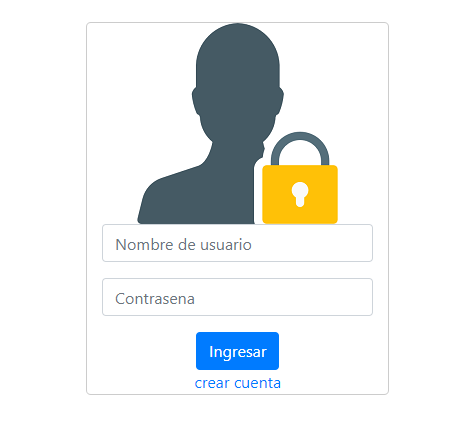 Nombre de usuario
Contrasena
Ingresar
crear cuenta